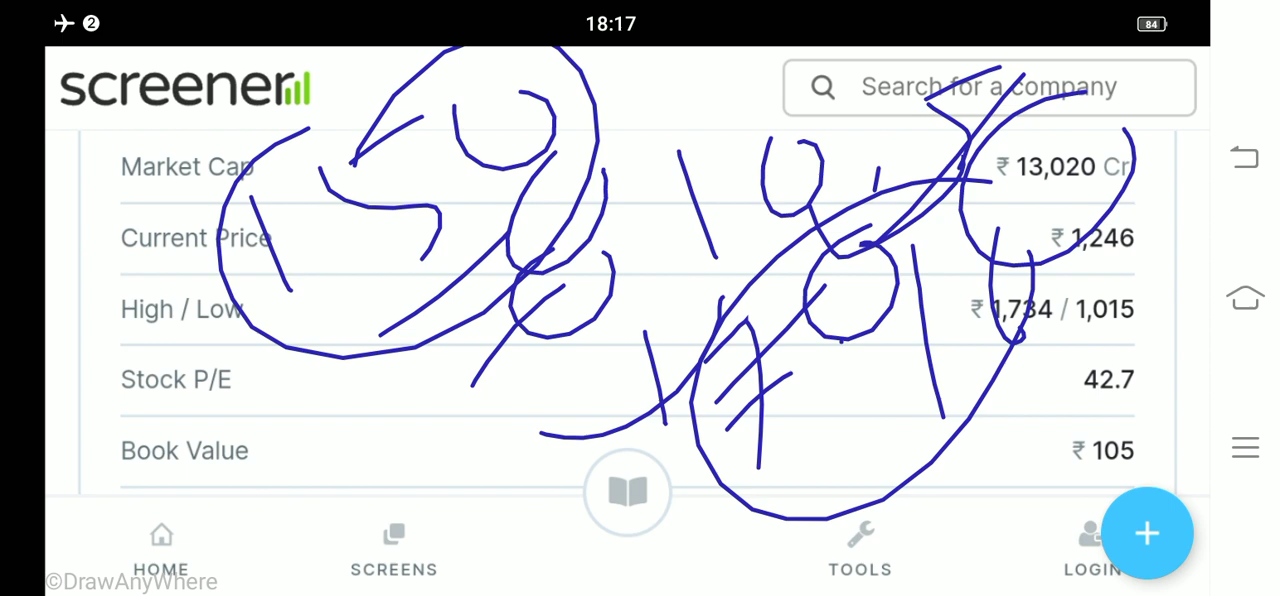 18:17
84
screener
Search for a company
Market Cap ₹ 13,020 Cr
Current Price ₹ 1,246
High / Low ₹ 1,734 / 1,015
Stock P/E 42.7
Book Value ₹ 105
HOME SCREENS TOOLS LOGIN
©DrawAnyWhere